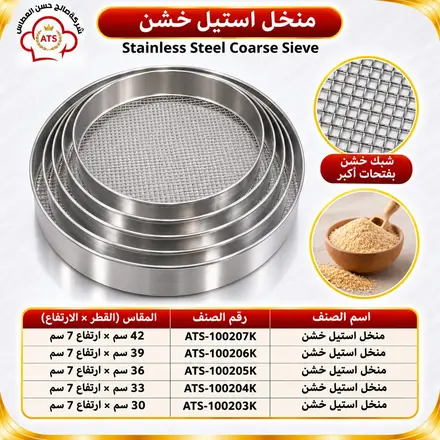 شركة صالح حسن العطاس
ATS
منخل استيل خشن
Stainless Steel Coarse Sieve
شبك خشن
بفتحات أكبر
اسم الصنف رقم الصنف المقاس (القطر × الارتفاع)
منخل استيل خشن ATS-100207K 42 سم × ارتفاع 7 سم
منخل استيل خشن ATS-100206K 39 سم × ارتفاع 7 سم
منخل استيل خشن ATS-100205K 36 سم × ارتفاع 7 سم
منخل استيل خشن ATS-100204K 33 سم × ارتفاع 7 سم
منخل استيل خشن ATS-100203K 30 سم × ارتفاع 7 سم